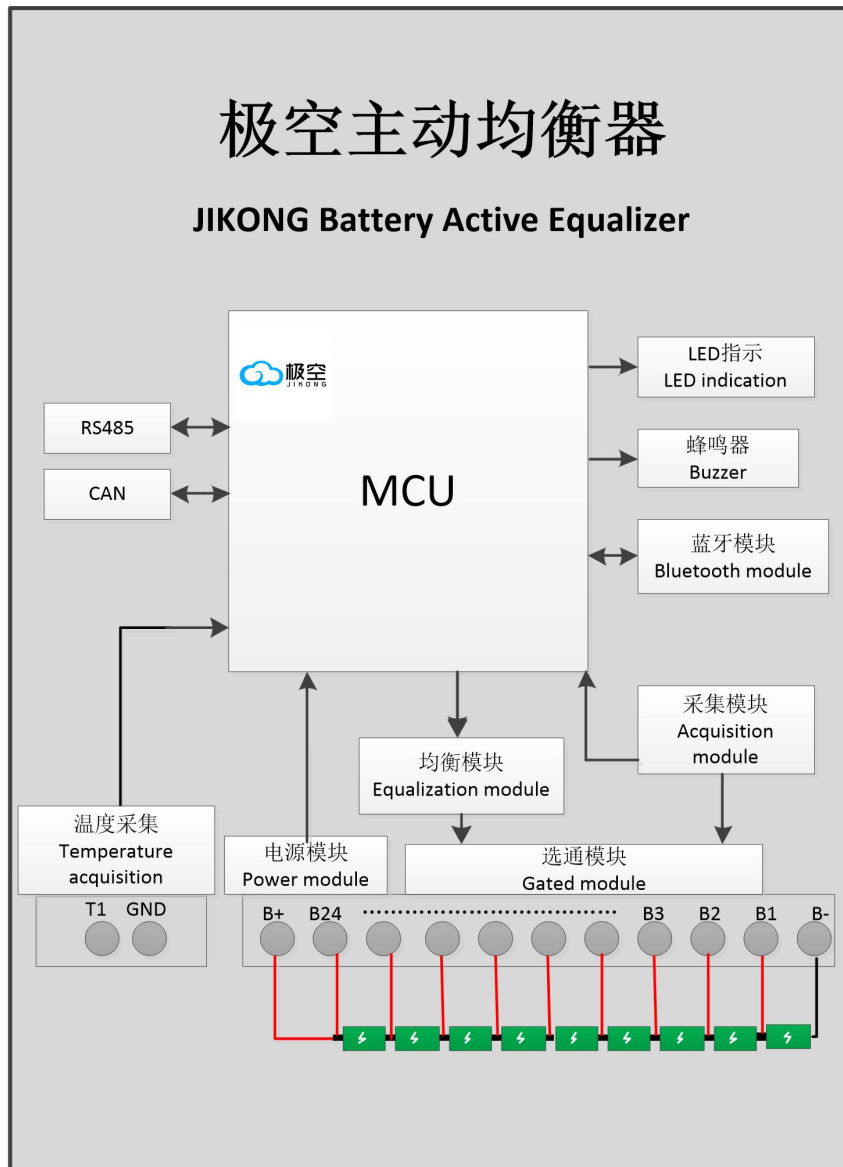 极空主动均衡器
JIKONG Battery Active Equalizer
极空
JIKONG
MCU
RS485
CAN
LED指示
LED indication
蜂鸣器
Buzzer
蓝牙模块
Bluetooth module
采集模块
Acquisition
module
均衡模块
Equalization module
温度采集
Temperature
acquisition
电源模块
Power module
选通模块
Gated module
T1 GND
B+ B24 ........................................ B3 B2 B1 B-